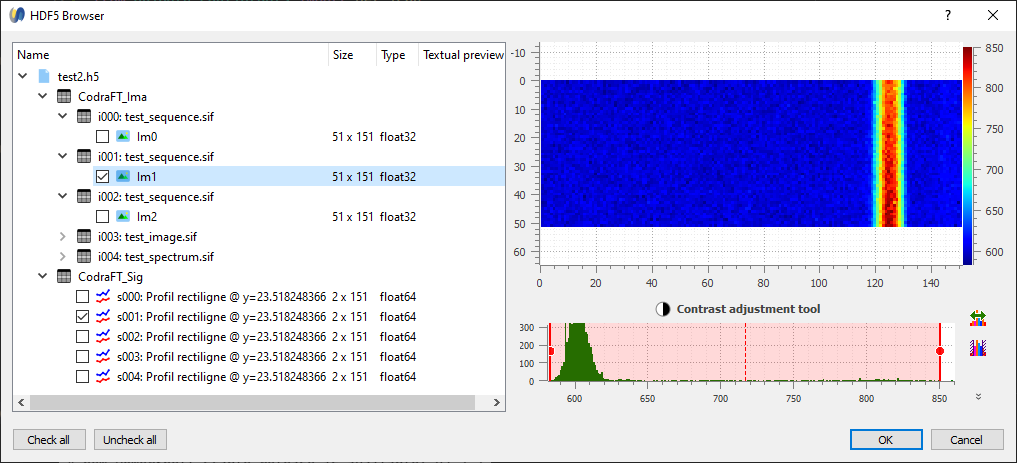 HDF5 Browser
?
Name Size Type Textual preview
test2.h5
CodraFT_Ima
i000: test_sequence.sif
Im0 51 x 151 float32
i001: test_sequence.sif
Im1 51 x 151 float32
i002: test_sequence.sif
Im2 51 x 151 float32
i003: test_image.sif
i004: test_spectrum.sif
CodraFT_Sig
s000: Profil rectiligne @ y=23.518248366 2 x 151 float64
s001: Profil rectiligne @ y=23.518248366 2 x 151 float64
s002: Profil rectiligne @ y=23.518248366 2 x 151 float64
s003: Profil rectiligne @ y=23.518248366 2 x 151 float64
s004: Profil rectiligne @ y=23.518248366 2 x 151 float64
-10
0
10
20
30
40
50
60
0 20 40 60 80 100 120 140
850
800
750
700
650
600
Contrast adjustment tool
300
200
100
0
600 650 700 750 800 850
Check all Uncheck all OK Cancel